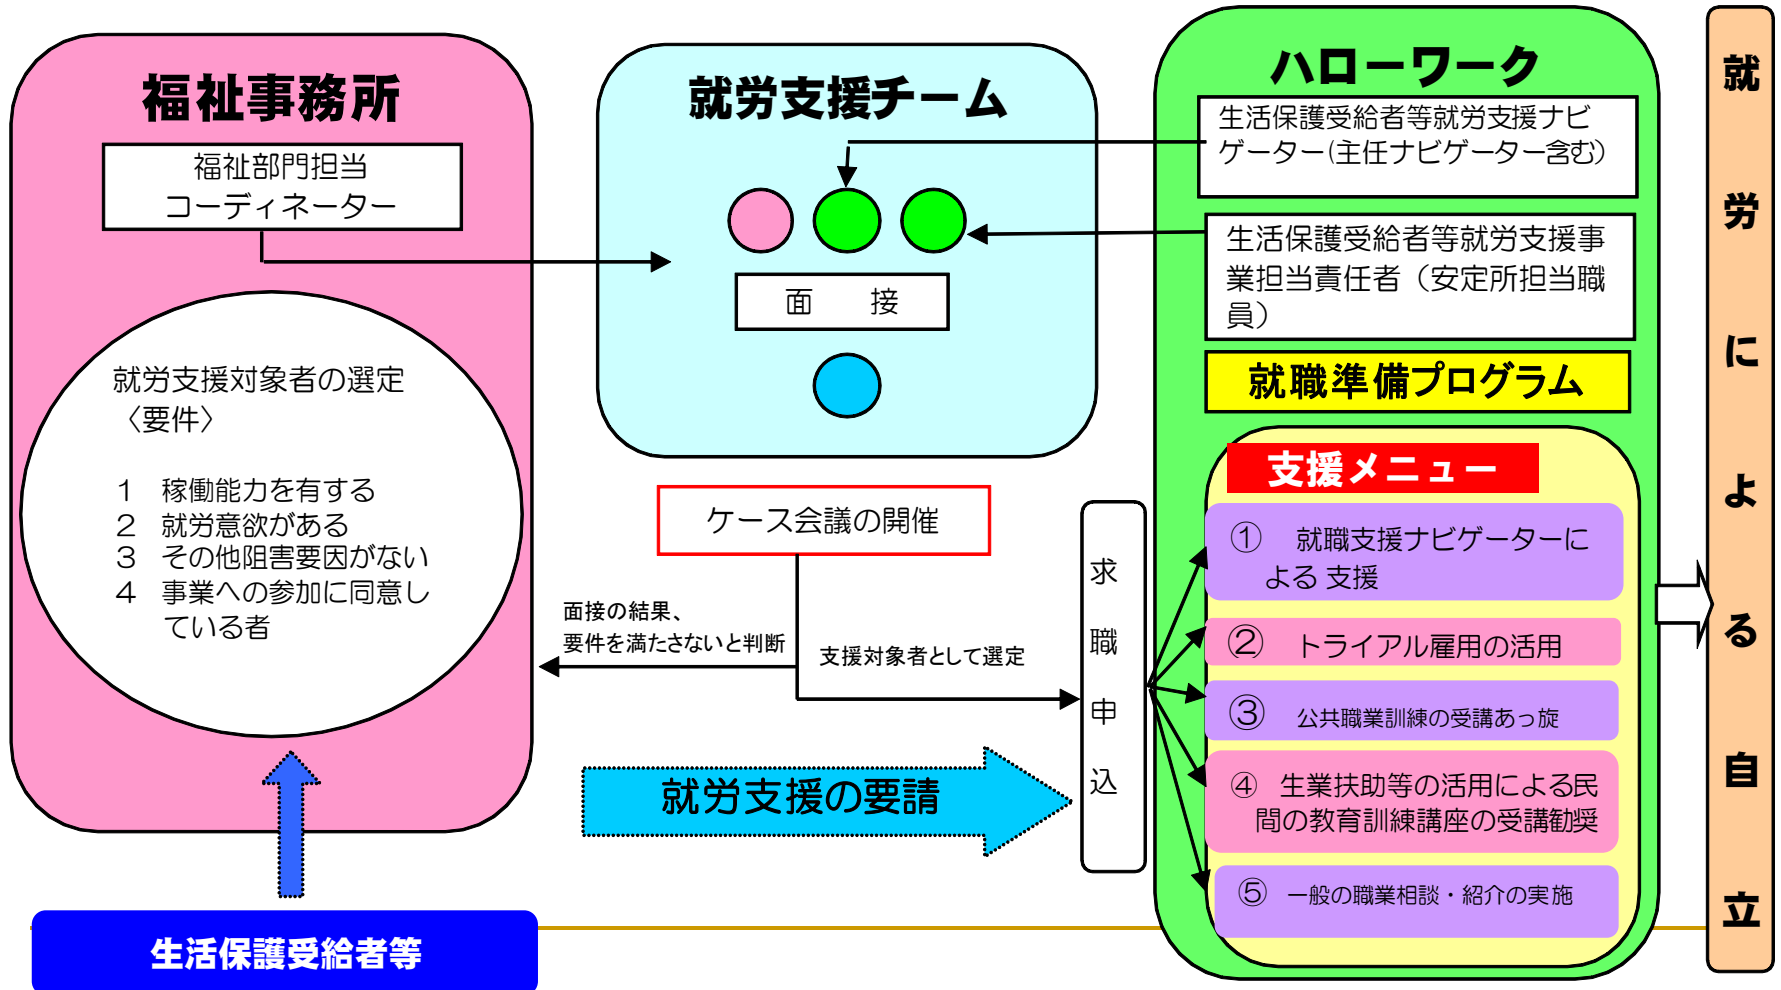 福祉事務所
福祉部門担当
コーディネーター
就労支援対象者の選定
〈要件〉
1 稼働能力を有する
2 就労意欲がある
3 その他阻害要因がない
4 事業への参加に同意し
ている者
生活保護受給者等
就労支援チーム
面 接
ケース会議の開催
面接の結果、
要件を満たさないと判断
支援対象者として選定
就労支援の要請
求職申込
ハローワーク
生活保護受給者等就労支援ナビ
ゲーター(主任ナビゲーター含む)
生活保護受給者等就労支援事
業担当責任者（安定所担当職
員）
就職準備プログラム
支援メニュー
① 就職支援ナビゲーターに
よる 支援
② トライアル雇用の活用
③ 公共職業訓練の受講あっ旋
④ 生業扶助等の活用による民
間の教育訓練講座の受講勧奨
⑤ 一般の職業相談・紹介の実施
就労による自立